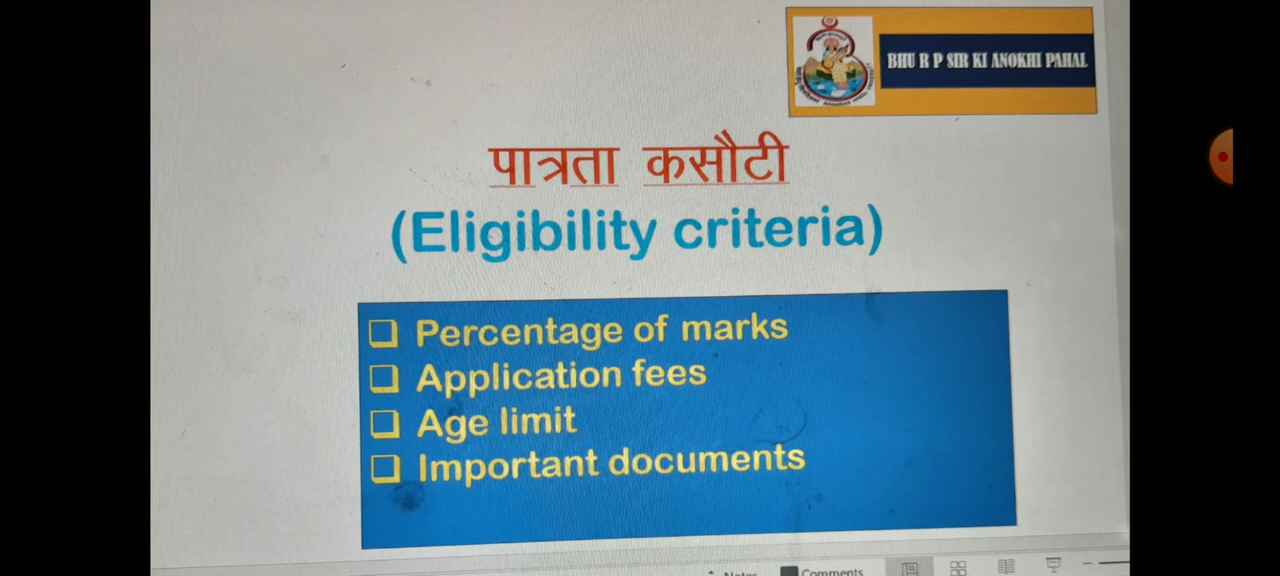 BHU R P SIR KI ANOKHI PAHAL
पात्रता कसौटी
(Eligibility criteria)
Percentage of marks
Application fees
Age limit
Important documents
Notes
Comments